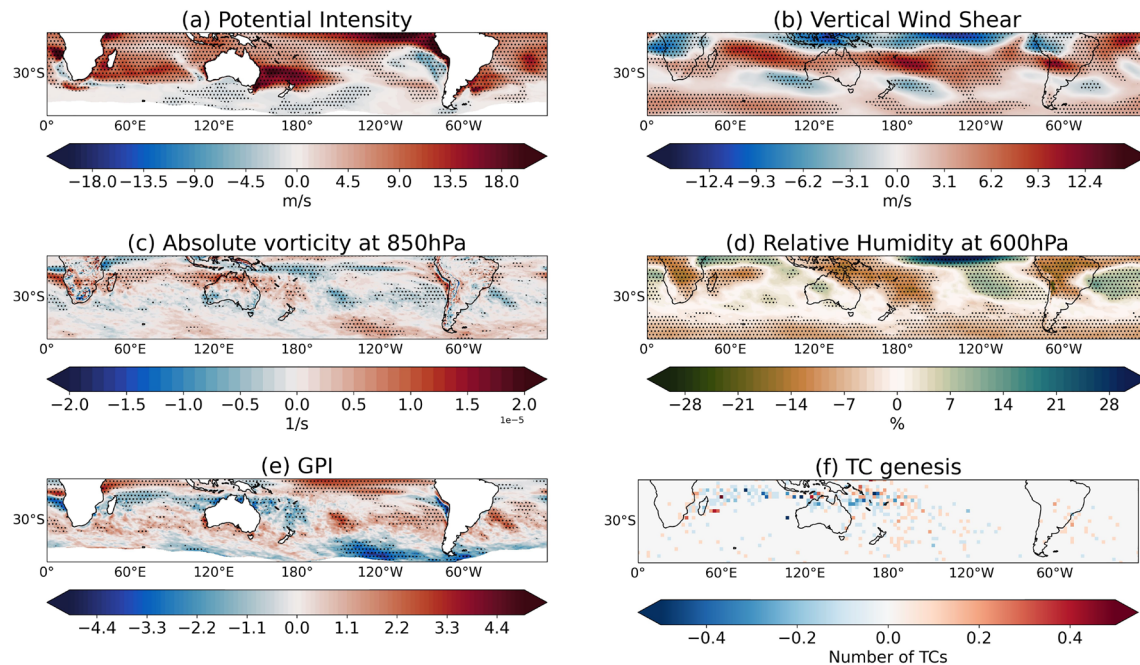 (a) Potential Intensity
30°S
0° 60°E 120°E 180° 120°W 60°W
−18.0 −13.5 −9.0 −4.5 0.0 4.5 9.0 13.5 18.0
m/s
(b) Vertical Wind Shear
30°S
0° 60°E 120°E 180° 120°W 60°W
−12.4 −9.3 −6.2 −3.1 0.0 3.1 6.2 9.3 12.4
m/s
(c) Absolute vorticity at 850hPa
30°S
0° 60°E 120°E 180° 120°W 60°W
−2.0 −1.5 −1.0 −0.5 0.0 0.5 1.0 1.5 2.0
1/s
1e−5
(d) Relative Humidity at 600hPa
30°S
0° 60°E 120°E 180° 120°W 60°W
−28 −21 −14 −7 0 7 14 21 28
%
(e) GPI
30°S
0° 60°E 120°E 180° 120°W 60°W
−4.4 −3.3 −2.2 −1.1 0.0 1.1 2.2 3.3 4.4
(f) TC genesis
30°S
0° 60°E 120°E 180° 120°W 60°W
−0.4 −0.2 0.0 0.2 0.4
Number of TCs